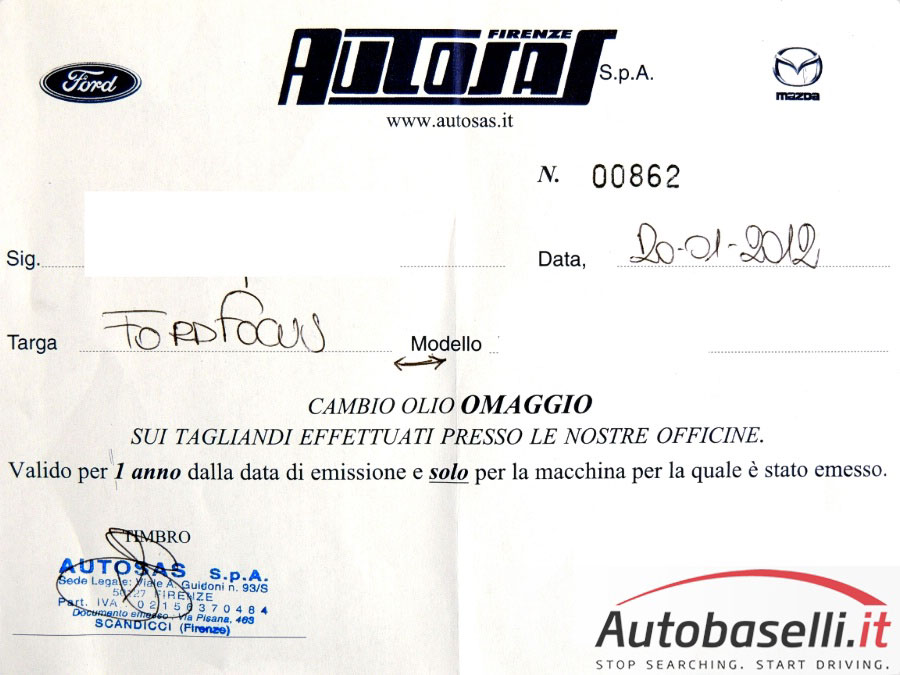 Ford
FIRENZE
AUTOSAS S.p.A.
mazda
www.autosas.it
N. 00862
Sig.
Data, 20-01-2012
Targa FORD FOCUS Modello
CAMBIO OLIO OMAGGIO
SUI TAGLIANDI EFFETTUATI PRESSO LE NOSTRE OFFICINE.
Valido per 1 anno dalla data di emissione e solo per la macchina per la quale è stato emesso.
TIMBRO
AUTOSAS S.p.A.
Sede Legale: Viale A. Guidoni n. 93/S
50127 FIRENZE
Part. IVA 02156370484
Documento emesso, Via Pisana, 463
SCANDICCI (Firenze)
Autobaselli.it
STOP SEARCHING. START DRIVING.